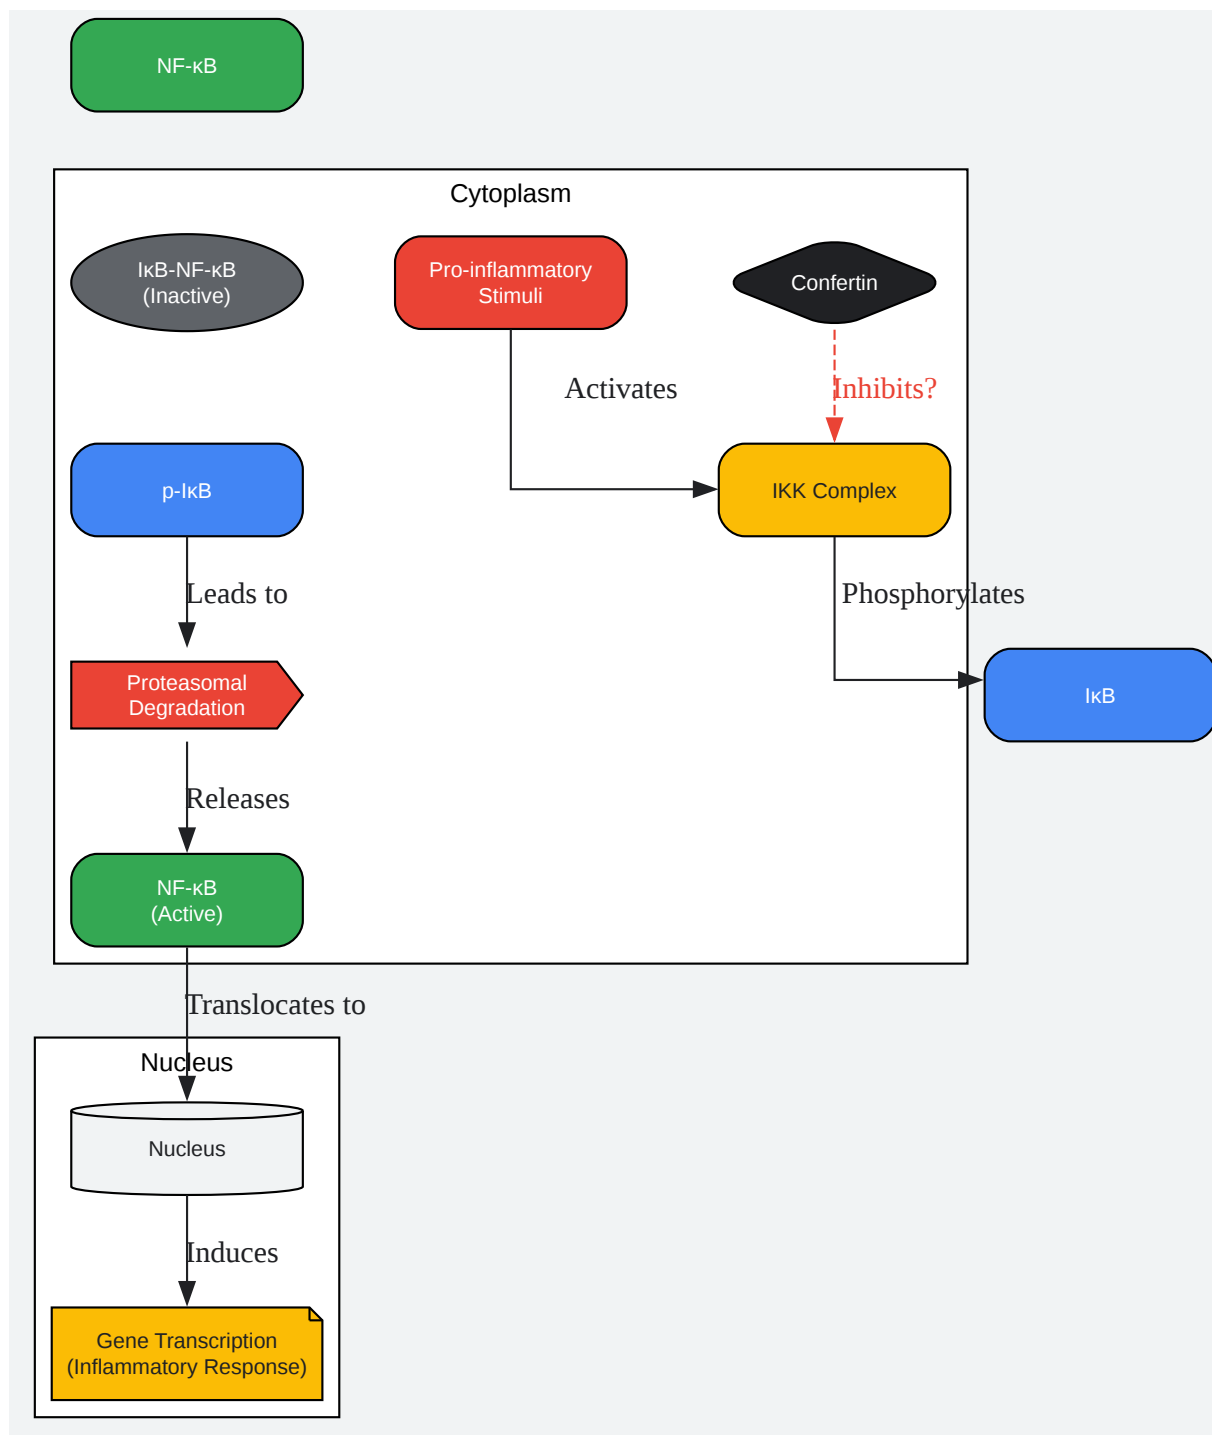 NF-κB
Cytoplasm
IκB-NF-κB
(Inactive)
Pro-inflammatory
Stimuli
Confertin
Activates
Inhibits?
p-IκB
IKK Complex
Leads to
Phosphorylates
Proteasomal
Degradation
IκB
Releases
NF-κB
(Active)
Translocates to
Nucleus
Nucleus
Induces
Gene Transcription
(Inflammatory Response)